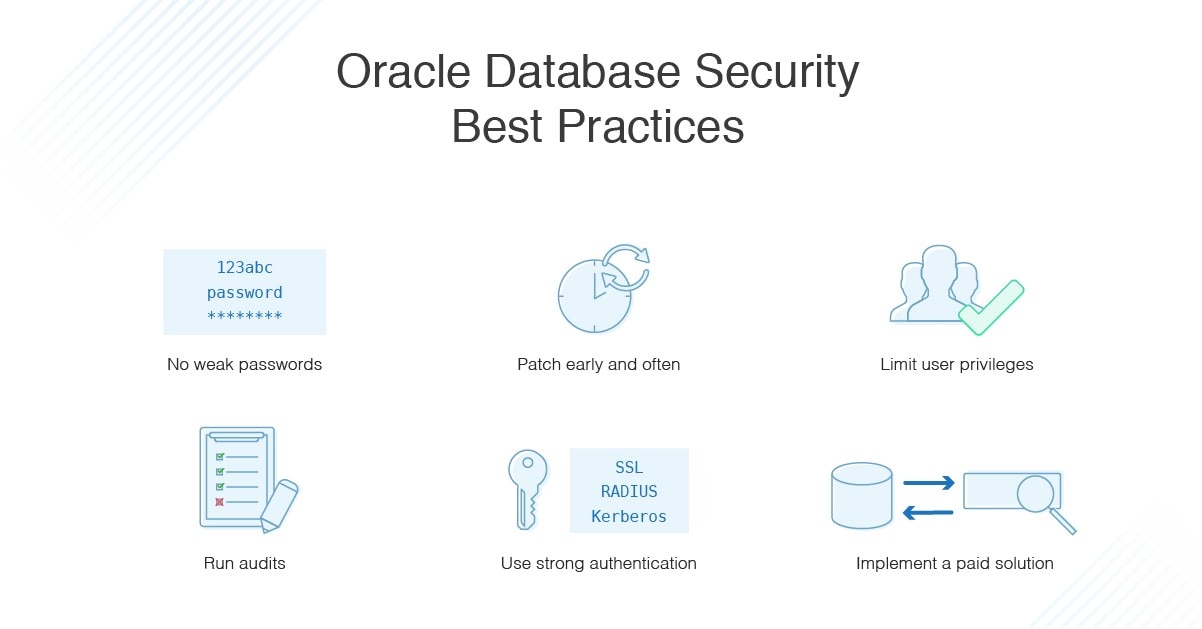 Oracle Database Security
Best Practices
123abc
password
********
No weak passwords
Patch early and often
Limit user privileges
Run audits
SSL
RADIUS
Kerberos
Use strong authentication
Implement a paid solution